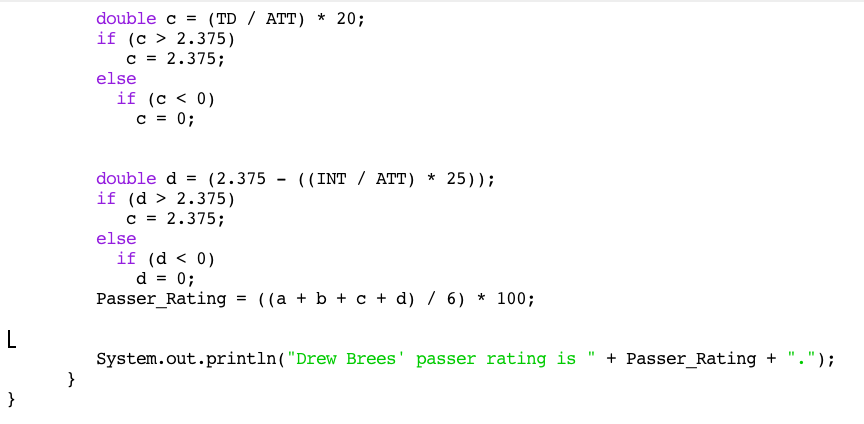 double c = (TD / ATT) * 20;
if (c > 2.375)
c = 2.375;
else
if (c < 0)
c = 0;
double d = (2.375 - ((INT / ATT) * 25));
if (d > 2.375)
c = 2.375;
else
if (d < 0)
d = 0;
Passer_Rating = ((a + b + c + d) / 6) * 100;
L
System.out.println("Drew Brees' passer rating is " + Passer_Rating + ".");
}
}